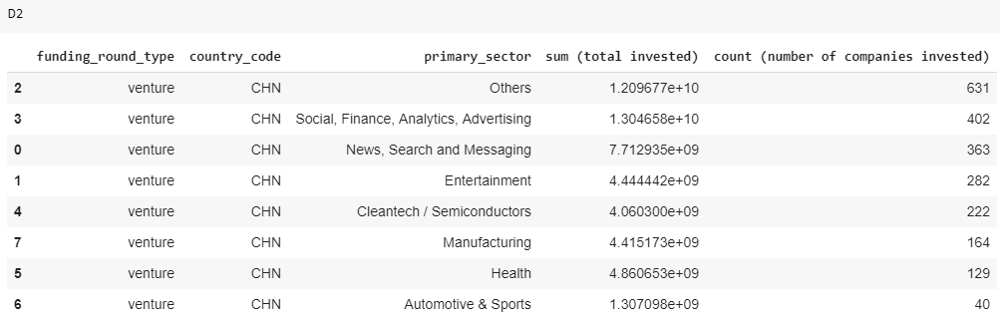 D2
funding_round_type country_code primary_sector sum (total invested) count (number of companies invested)
2 venture CHN Others 1.209677e+10 631
3 venture CHN Social, Finance, Analytics, Advertising 1.304658e+10 402
0 venture CHN News, Search and Messaging 7.712935e+09 363
1 venture CHN Entertainment 4.444442e+09 282
4 venture CHN Cleantech / Semiconductors 4.060300e+09 222
7 venture CHN Manufacturing 4.415173e+09 164
5 venture CHN Health 4.860653e+09 129
6 venture CHN Automotive & Sports 1.307098e+09 40